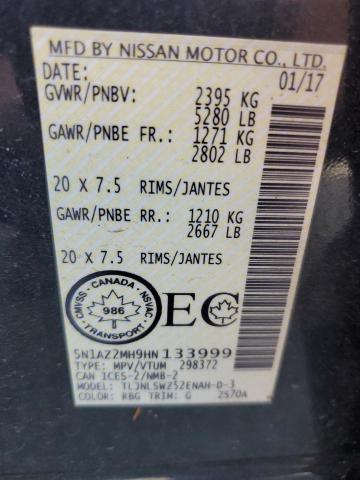 MFD BY NISSAN MOTOR CO., LTD.
DATE: 01/17
GVWR/PNBV: 2395 KG
5280 LB
GAWR/PNBE FR.: 1271 KG
2802 LB
20 X 7.5 RIMS/JANTES
GAWR/PNBE RR.: 1210 KG
2667 LB
20 X 7.5 RIMS/JANTES
CMVSS - CANADA - NSVAC
986
TRANSPORT
EC
5N1AZ2MH9HN133999
TYPE: MPV/VTUM 298372
CAN ICES-2/NMB-2
MODEL: TLJNLSWZ52ENAH-D-3
COLOR: RBG TRIM: G 2S70A